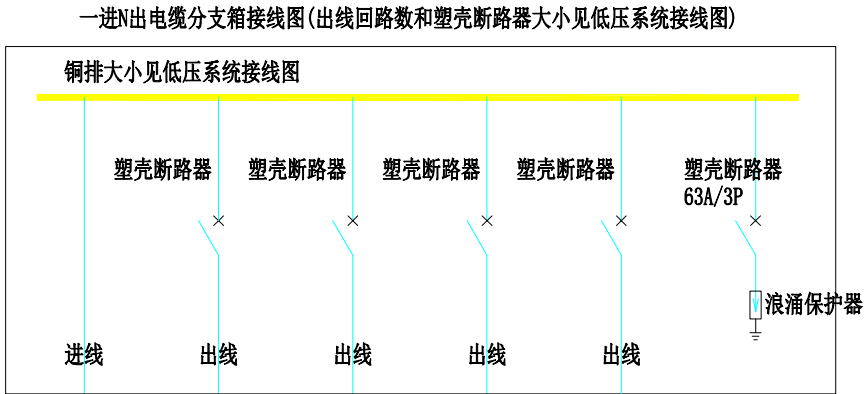 一进N出电缆分支箱接线图(出线回路数和塑壳断路器大小见低压系统接线图)
铜排大小见低压系统接线图
塑壳断路器
塑壳断路器
塑壳断路器
塑壳断路器
塑壳断路器
63A/3P
浪涌保护器
进线
出线
出线
出线
出线